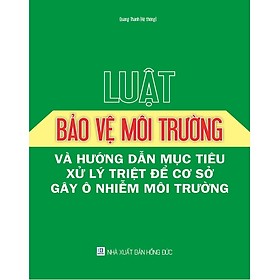 Quang Thanh (Hệ thống)
LUẬT
BẢO VỆ MÔI TRƯỜNG
VÀ HƯỚNG DẪN MỤC TIÊU
XỬ LÝ TRIỆT ĐỂ CƠ SỞ
GÂY Ô NHIỄM MÔI TRƯỜNG
NHÀ XUẤT BẢN HỒNG ĐỨC